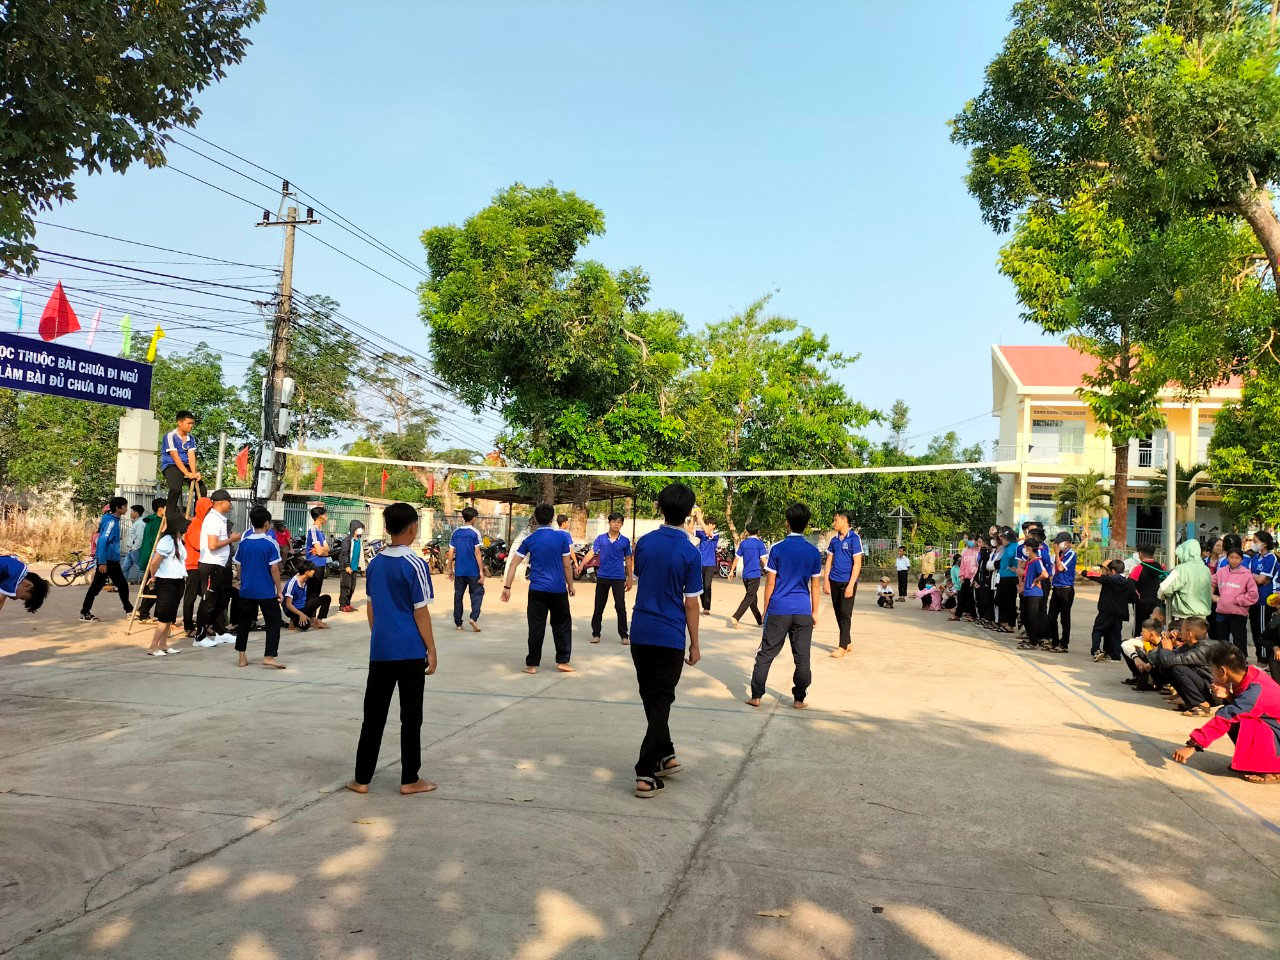 ỌC THUỘC BÀI CHƯA ĐI NGỦ
LÀM BÀI ĐỦ CHƯA ĐI CHƠI